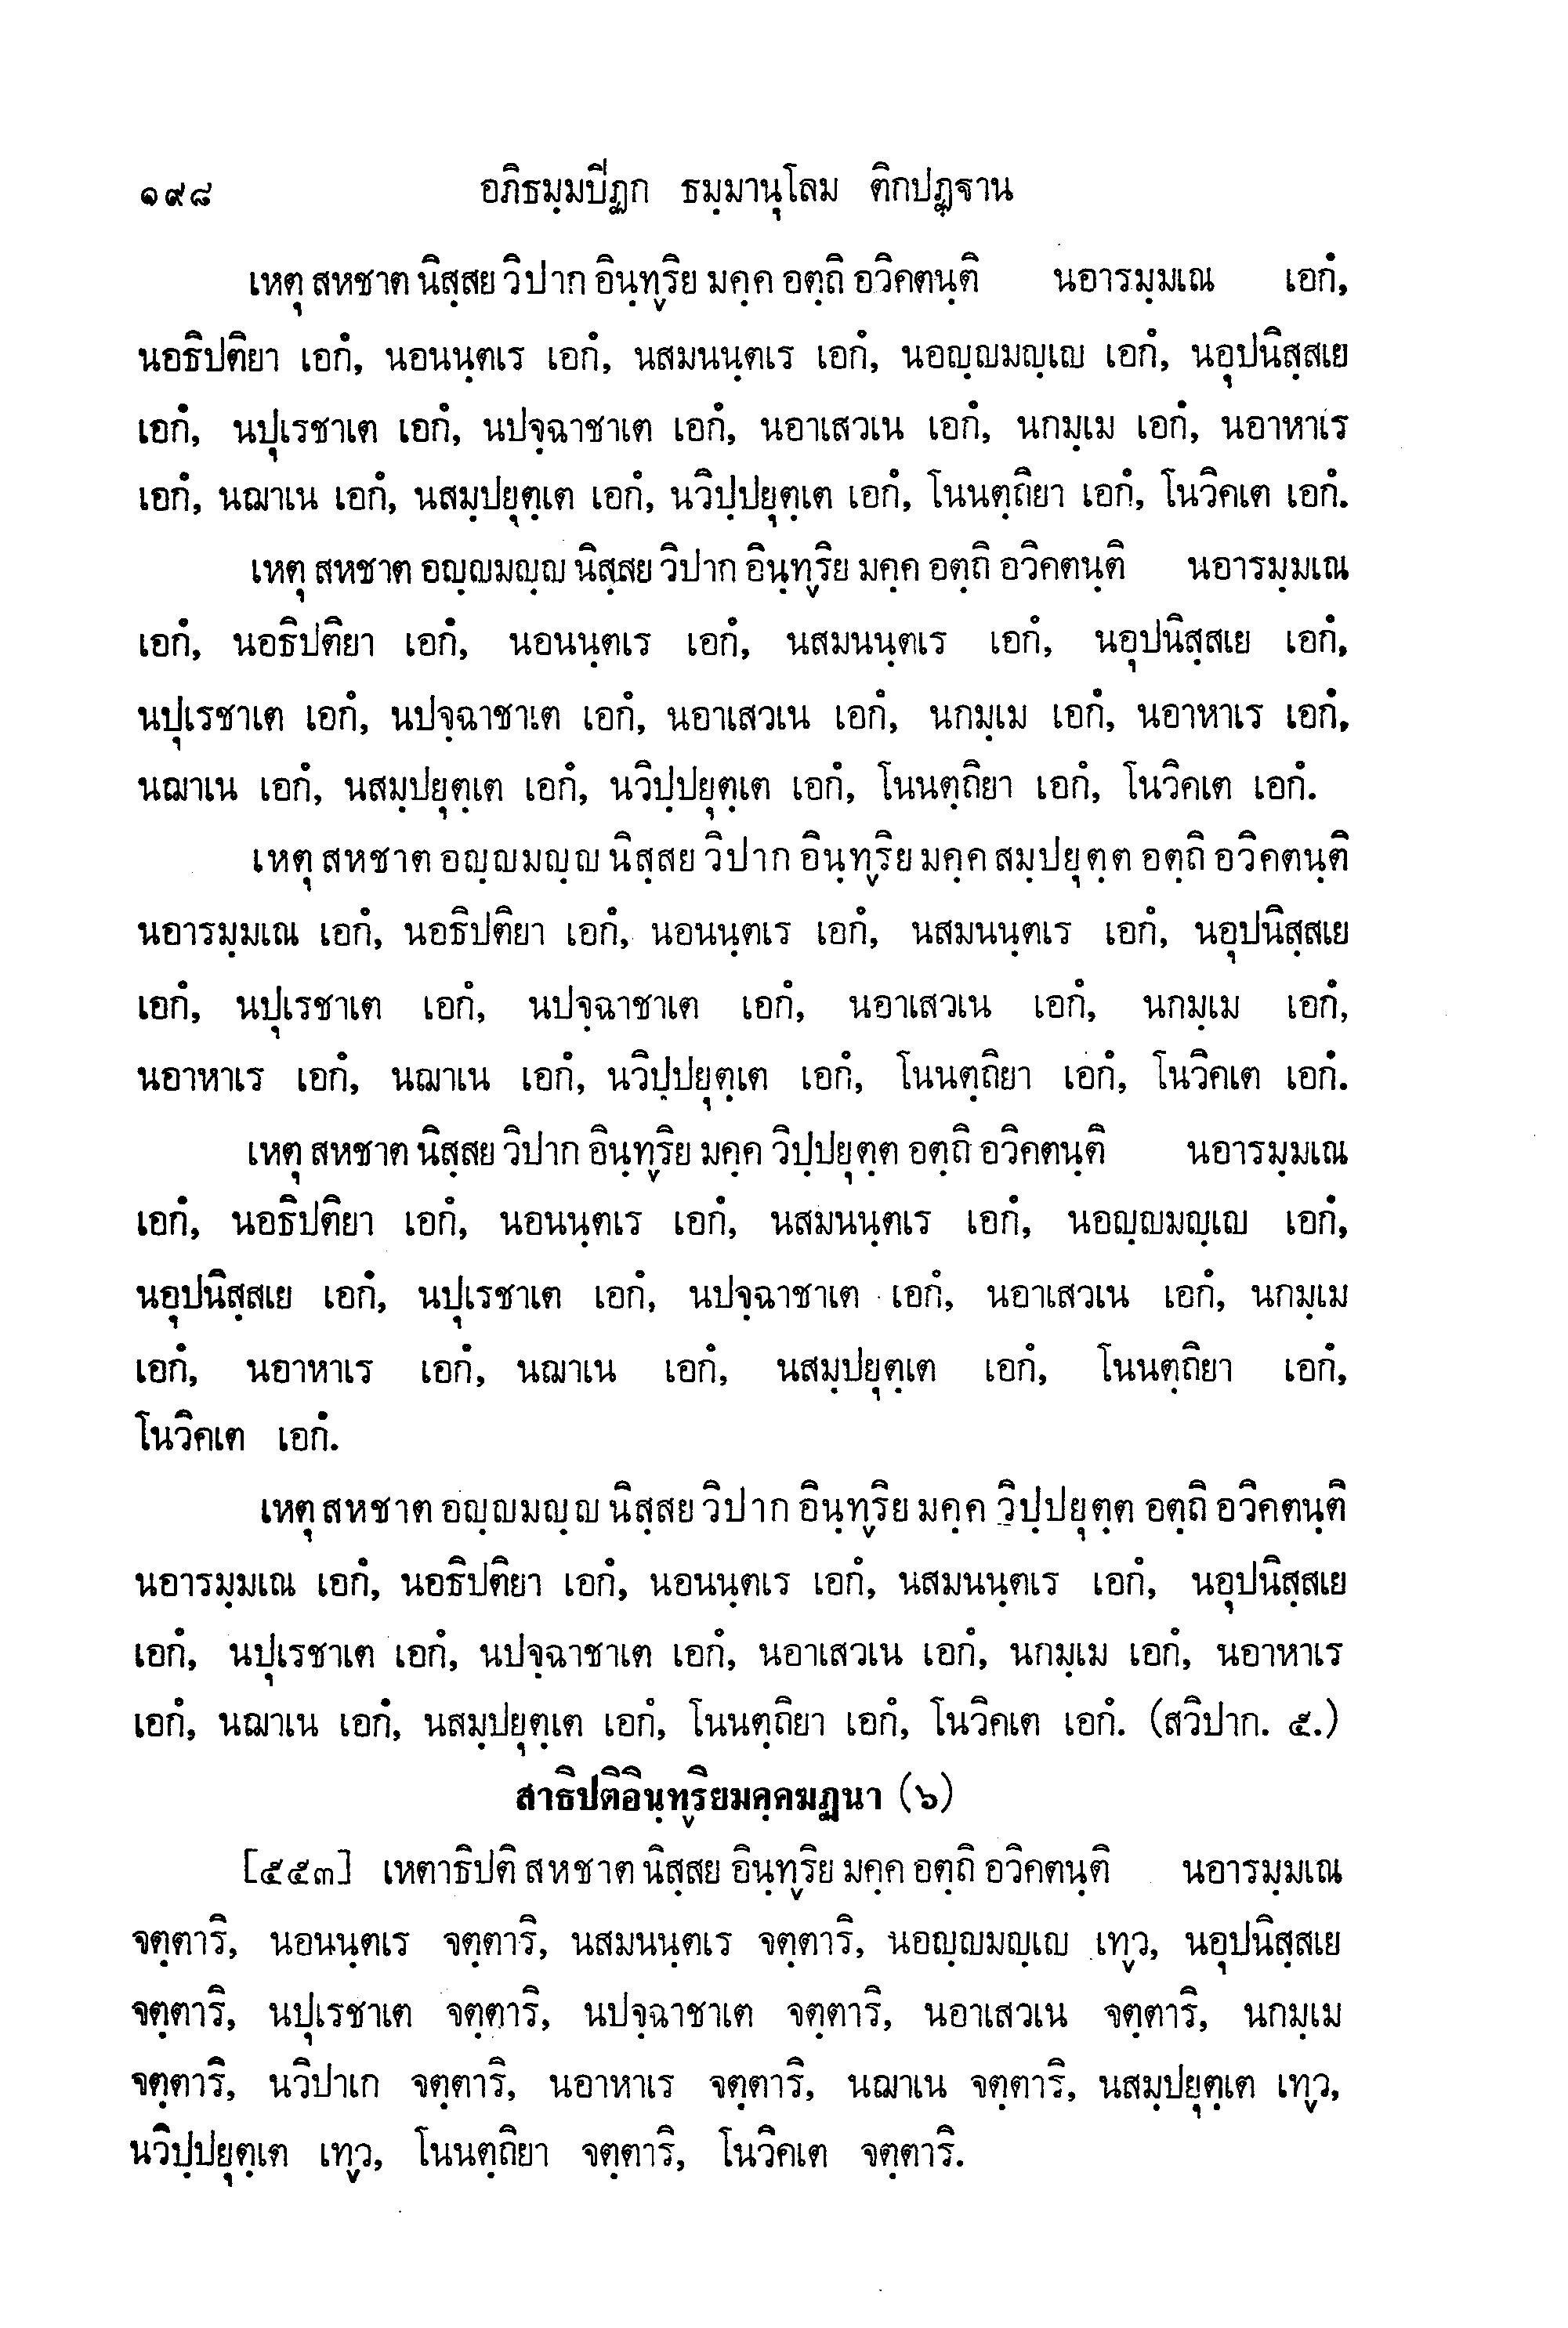 ๑๙๘ อภิธมฺมปีฏก ธมฺมานุโลม ติกปฏฺฐาน
เหตุ สหชาต นิสฺสย วิปาก อินฺทฺริย มคฺค อตฺถิ อวิคตนฺติ นอารมฺมเณ เอกํ,
นอธิปติยา เอกํ, นอนนฺตเร เอกํ, นสมนนฺตเร เอกํ, นอญฺญมญฺเญ เอกํ, นอุปนิสฺสเย
เอกํ, นปุเรชาเต เอกํ, นปจฺฉาชาเต เอกํ, นอาเสวเน เอกํ, นกมฺเม เอกํ, นอาหาเร
เอกํ, นฌาเน เอกํ, นสมฺปยุตฺเต เอกํ, นวิปฺปยุตฺเต เอกํ, โนนตฺถิยา เอกํ, โนวิคเต เอกํ.
เหตุ สหชาต อญฺญมญฺญ นิสฺสย วิปาก อินฺทฺริย มคฺค อตฺถิ อวิคตนฺติ นอารมฺมเณ
เอกํ, นอธิปติยา เอกํ, นอนนฺตเร เอกํ, นสมนนฺตเร เอกํ, นอุปนิสฺสเย เอกํ,
นปุเรชาเต เอกํ, นปจฺฉาชาเต เอกํ, นอาเสวเน เอกํ, นกมฺเม เอกํ, นอาหาเร เอกํ,
นฌาเน เอกํ, นสมฺปยุตฺเต เอกํ, นวิปฺปยุตฺเต เอกํ, โนนตฺถิยา เอกํ, โนวิคเต เอกํ.
เหตุ สหชาต อญฺญมญฺญ นิสฺสย วิปาก อินฺทฺริย มคฺค สมฺปยุตฺต อตฺถิ อวิคตนฺติ
นอารมฺมเณ เอกํ, นอธิปติยา เอกํ, นอนนฺตเร เอกํ, นสมนนฺตเร เอกํ, นอุปนิสฺสเย
เอกํ, นปุเรชาเต เอกํ, นปจฺฉาชาเต เอกํ, นอาเสวเน เอกํ, นกมฺเม เอกํ,
นอาหาเร เอกํ, นฌาเน เอกํ, นวิปฺปยุตฺเต เอกํ, โนนตฺถิยา เอกํ, โนวิคเต เอกํ.
เหตุ สหชาต นิสฺสย วิปาก อินฺทฺริย มคฺค วิปฺปยุตฺต อตฺถิ อวิคตนฺติ นอารมฺมเณ
เอกํ, นอธิปติยา เอกํ, นอนนฺตเร เอกํ, นสมนนฺตเร เอกํ, นอญฺญมญฺเญ เอกํ,
นอุปนิสฺสเย เอกํ, นปุเรชาเต เอกํ, นปจฺฉาชาเต เอกํ, นอาเสวเน เอกํ, นกมฺเม
เอกํ, นอาหาเร เอกํ, นฌาเน เอกํ, นสมฺปยุตฺเต เอกํ, โนนตฺถิยา เอกํ,
โนวิคเต เอกํ.
เหตุ สหชาต อญฺญมญฺญ นิสฺสย วิปาก อินฺทฺริย มคฺค วิปฺปยุตฺต อตฺถิ อวิคตนฺติ
นอารมฺมเณ เอกํ, นอธิปติยา เอกํ, นอนนฺตเร เอกํ, นสมนนฺตเร เอกํ, นอุปนิสฺสเย
เอกํ, นปุเรชาเต เอกํ, นปจฺฉาชาเต เอกํ, นอาเสวเน เอกํ, นกมฺเม เอกํ, นอาหาเร
เอกํ, นฌาเน เอกํ, นสมฺปยุตฺเต เอกํ, โนนตฺถิยา เอกํ, โนวิคเต เอกํ. (สวิปาก. ๕.)
สาธิปติอินฺทฺริยมคฺคฆฏนา (๖)
[๕๕๓] เหตาธิปติ สหชาต นิสฺสย อินฺทฺริย มคฺค อตฺถิ อวิคตนฺติ นอารมฺมเณ
จตฺตาริ, นอนนฺตเร จตฺตาริ, นสมนนฺตเร จตฺตาริ, นอญฺญมญฺเญ เทฺว, นอุปนิสฺสเย
จตฺตาริ, นปุเรชาเต จตฺตาริ, นปจฺฉาชาเต จตฺตาริ, นอาเสวเน จตฺตาริ, นกมฺเม
จตฺตาริ, นวิปาเก จตฺตาริ, นอาหาเร จตฺตาริ, นฌาเน จตฺตาริ, นสมฺปยุตฺเต เทฺว,
นวิปฺปยุตฺเต เทฺว, โนนตฺถิยา จตฺตาริ, โนวิคเต จตฺตาริ.